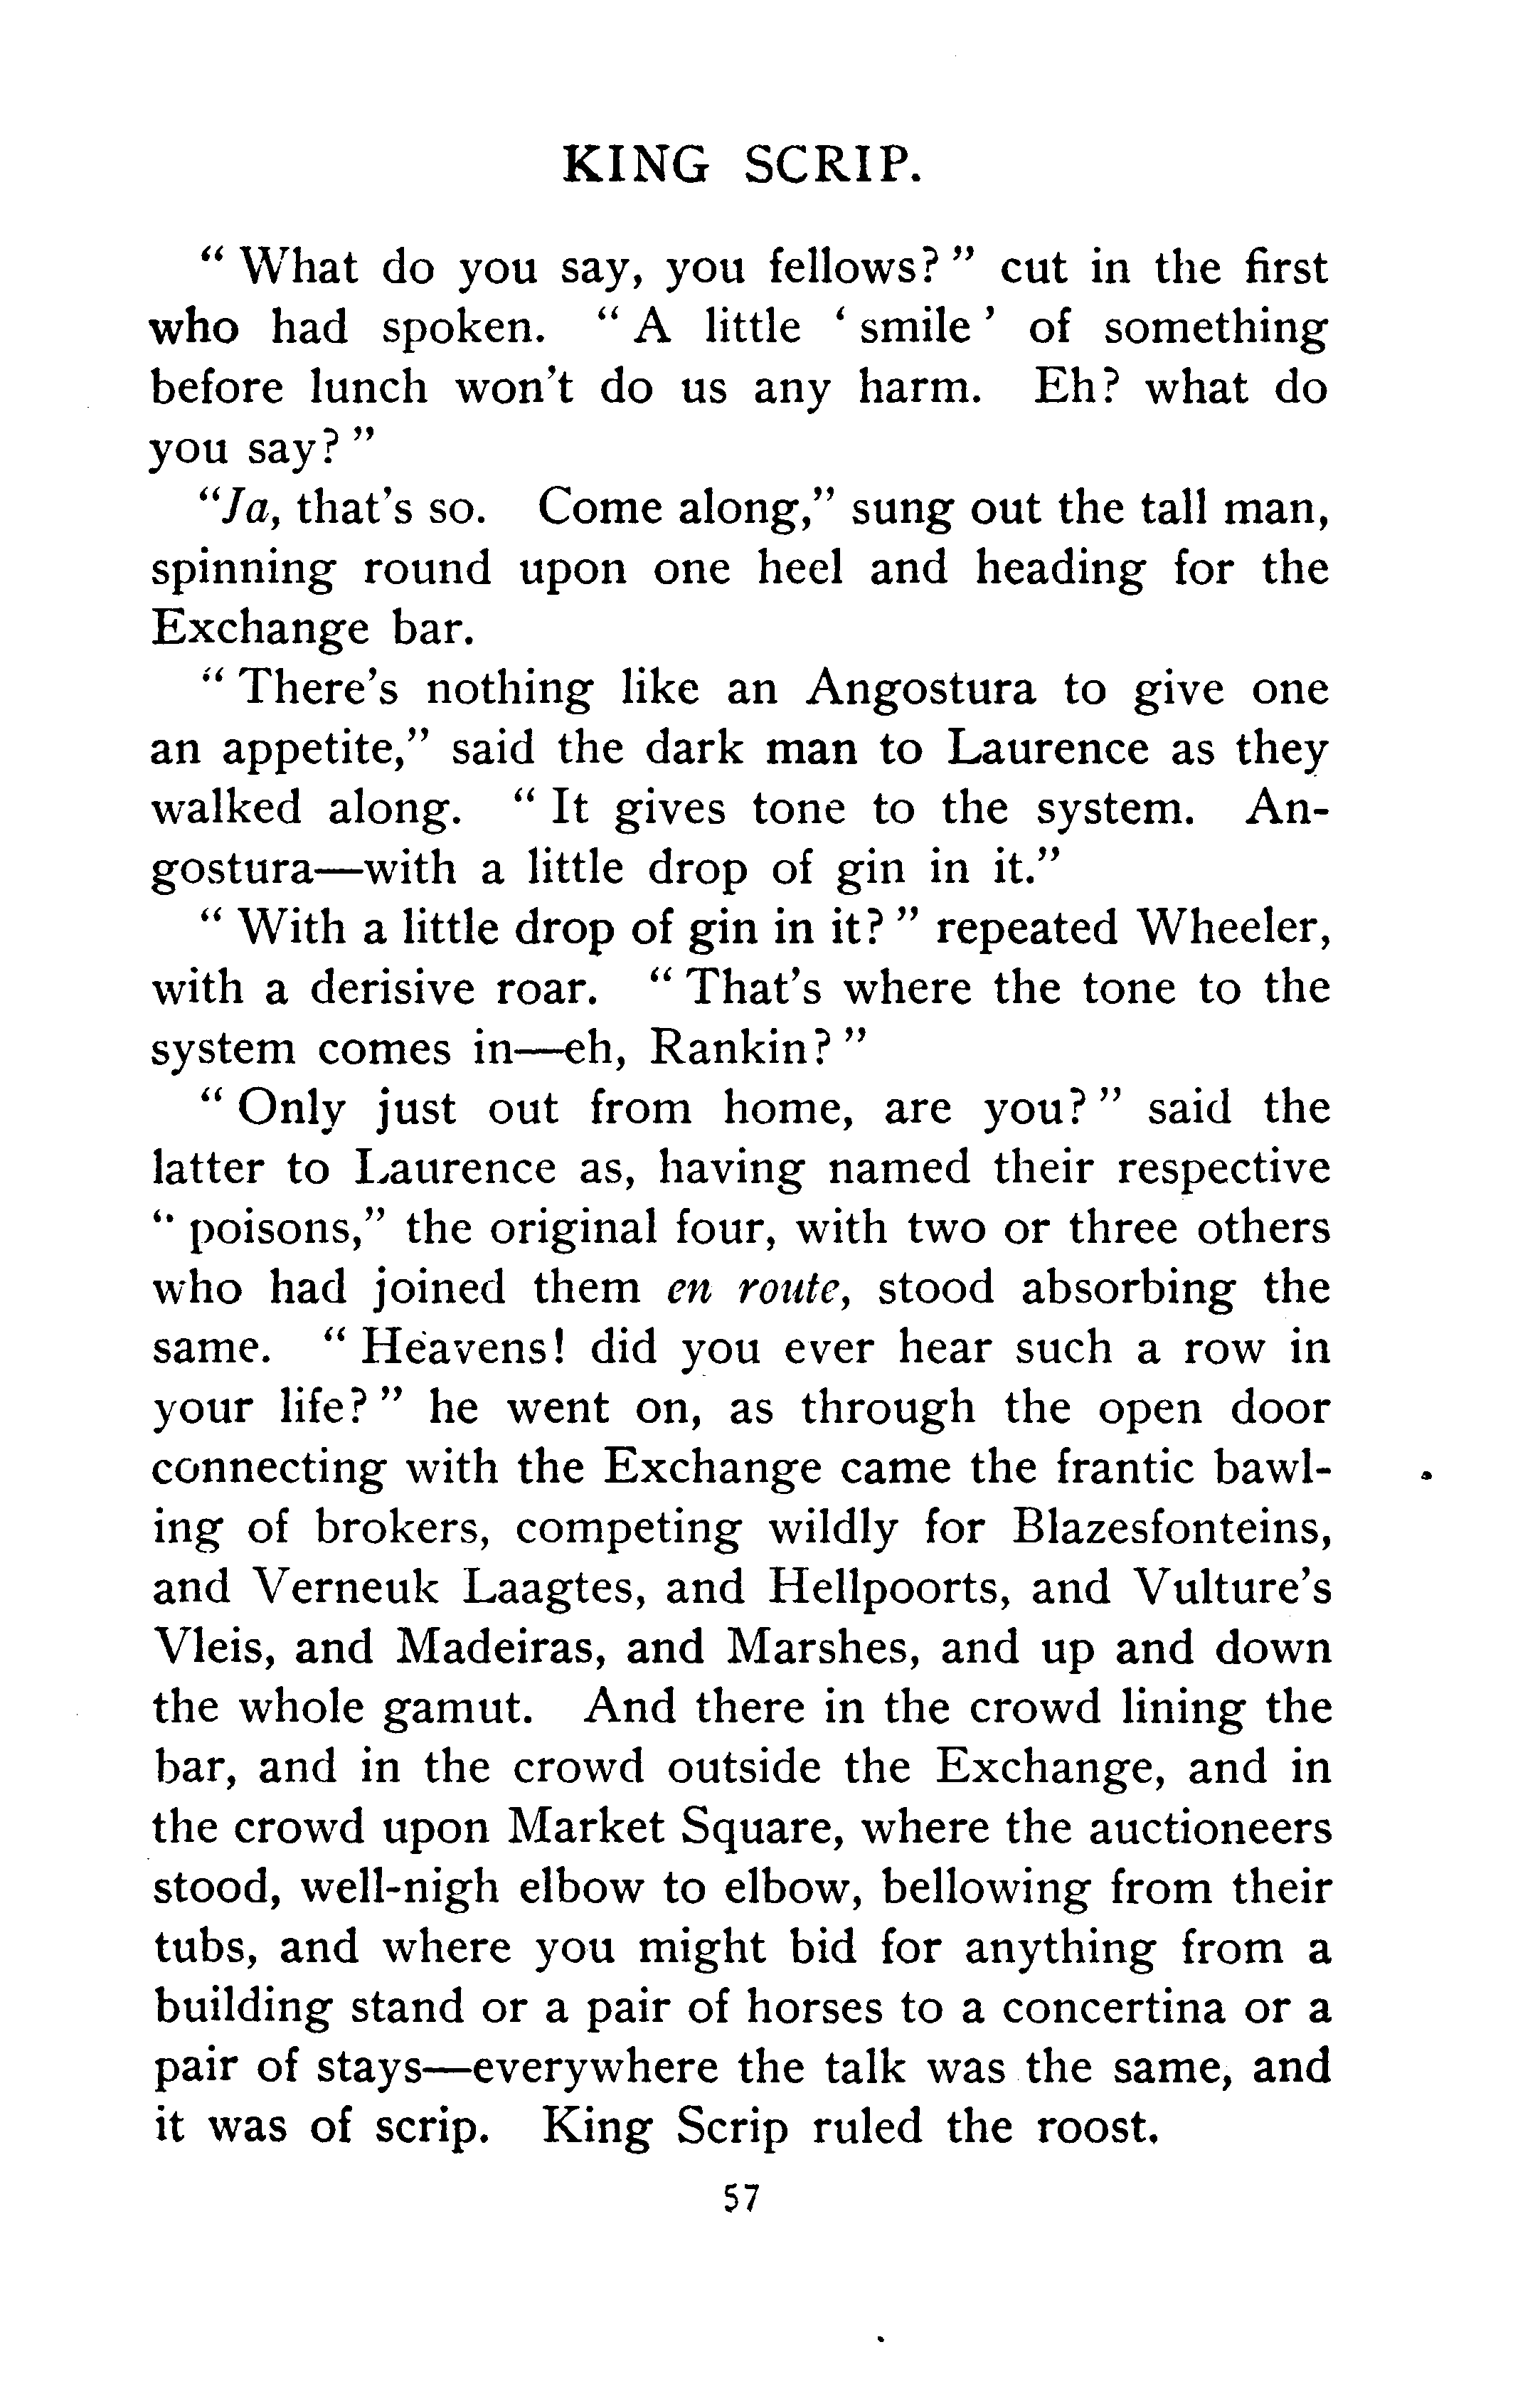 KING SCRIP.
“ What do you say, you fellows? ” cut in the first
who had spoken. “ A little ‘ smile ’ of something
before lunch won’t do us any harm. Eh? what do
you say? ”
“Ja, that’s so. Come along,” sung out the tall man,
spinning round upon one heel and heading for the
Exchange bar.
“ There’s nothing like an Angostura to give one
an appetite,” said the dark man to Laurence as they
walked along. “ It gives tone to the system. An-
gostura—with a little drop of gin in it.”
“ With a little drop of gin in it? ” repeated Wheeler,
with a derisive roar. “ That’s where the tone to the
system comes in—eh, Rankin? ”
“ Only just out from home, are you? ” said the
latter to Laurence as, having named their respective
“ poisons,” the original four, with two or three others
who had joined them en route, stood absorbing the
same. “ Heavens! did you ever hear such a row in
your life? ” he went on, as through the open door
connecting with the Exchange came the frantic bawl-
ing of brokers, competing wildly for Blazesfonteins,
and Verneuk Laagtes, and Hellpoorts, and Vulture’s
Vleis, and Madeiras, and Marshes, and up and down
the whole gamut. And there in the crowd lining the
bar, and in the crowd outside the Exchange, and in
the crowd upon Market Square, where the auctioneers
stood, well-nigh elbow to elbow, bellowing from their
tubs, and where you might bid for anything from a
building stand or a pair of horses to a concertina or a
pair of stays—everywhere the talk was the same, and
it was of scrip. King Scrip ruled the roost.
57